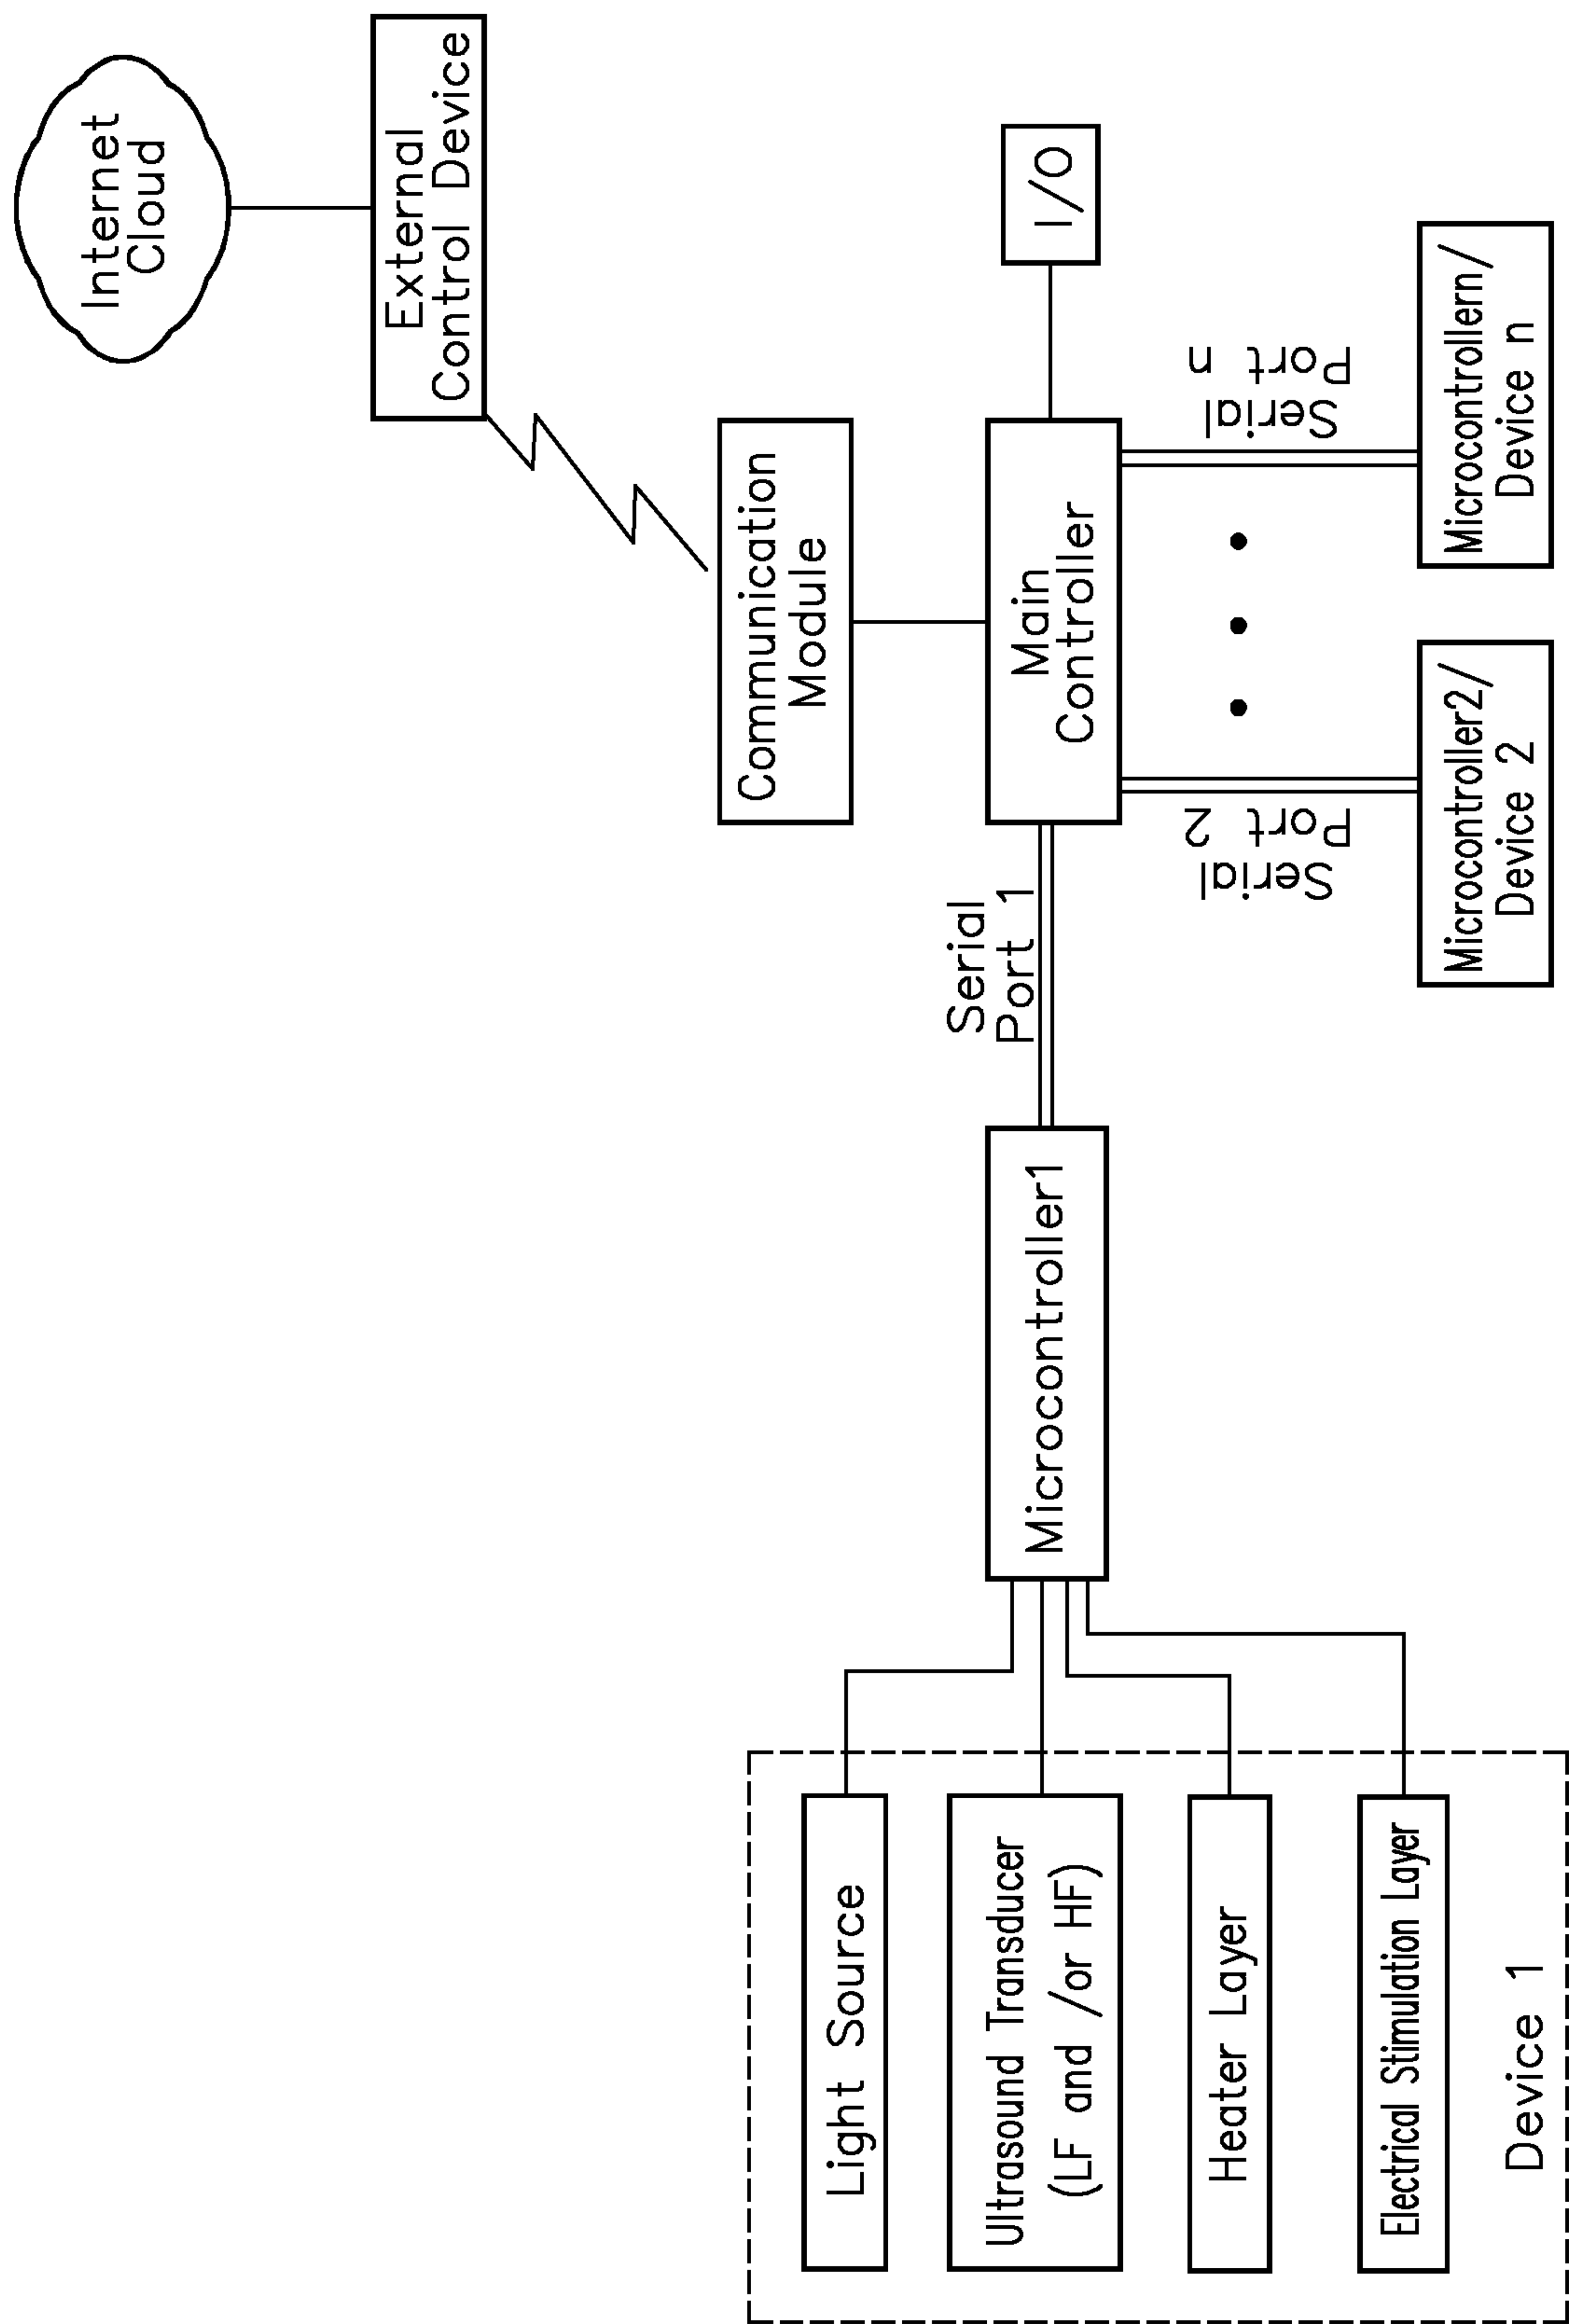 Internet
Cloud
External
Control Device
Communication
Module
Main
Controller
I/O
Serial
Port 1
Serial
Port 2
Serial
Port n
Microcontroller1
Microcontroller2/
Device 2
Microcontrollern/
Device n
Light Source
Ultrasound Transducer
(LF and /or HF)
Heater Layer
Electrical Stimulation Layer
Device 1